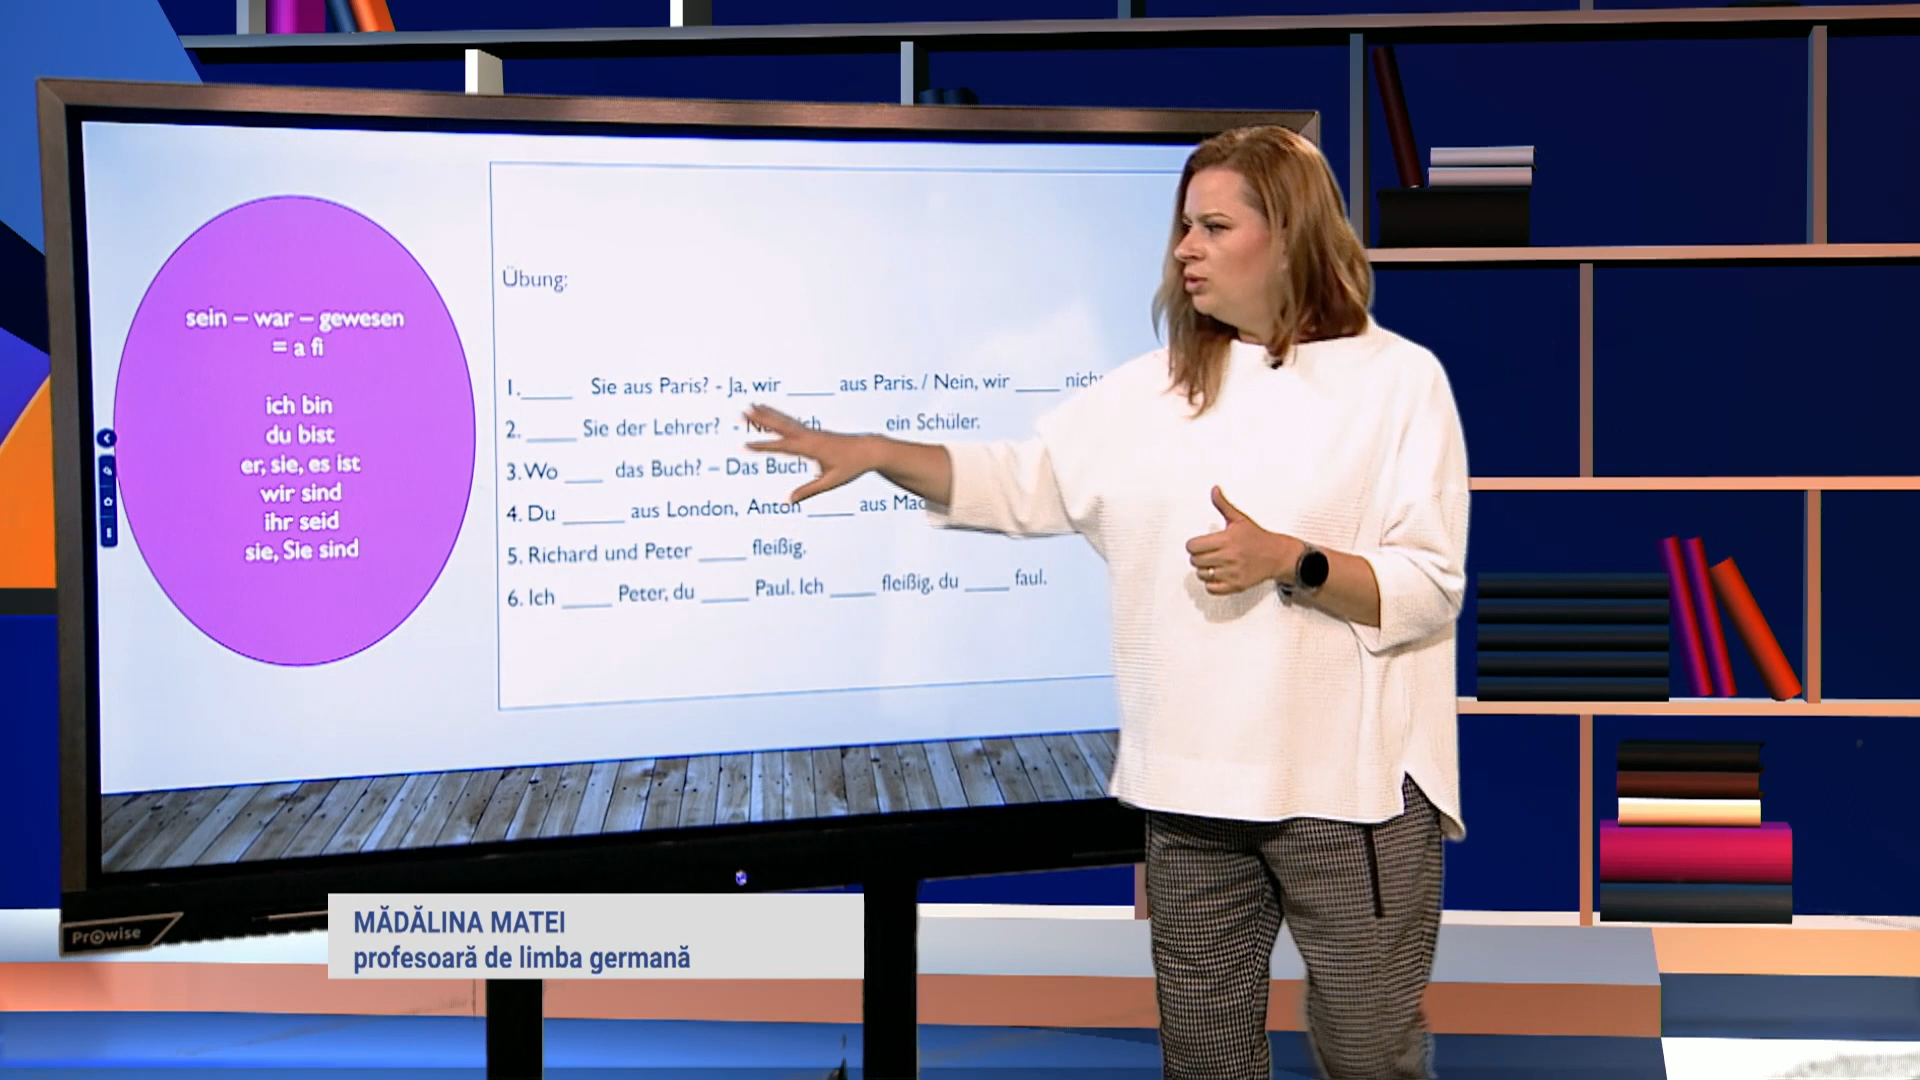 sein – war – gewesen
= a fi
ich bin
du bist
er, sie, es ist
wir sind
ihr seid
sie, Sie sind
Übung:
1.____ Sie aus Paris? - Ja, wir ____ aus Paris. / Nein, wir ____
2. ____ Sie der Lehrer? - ____ ein Schüler.
3. Wo ____ das Buch? – Das Buch
4. Du _____ aus London, Anton ____ aus
5. Richard und Peter ____ fleißig.
6. Ich ____ Peter, du ____ Paul. Ich ____ fleißig, du ____ faul.
Prowise
MĂDĂLINA MATEI
profesoară de limba germană